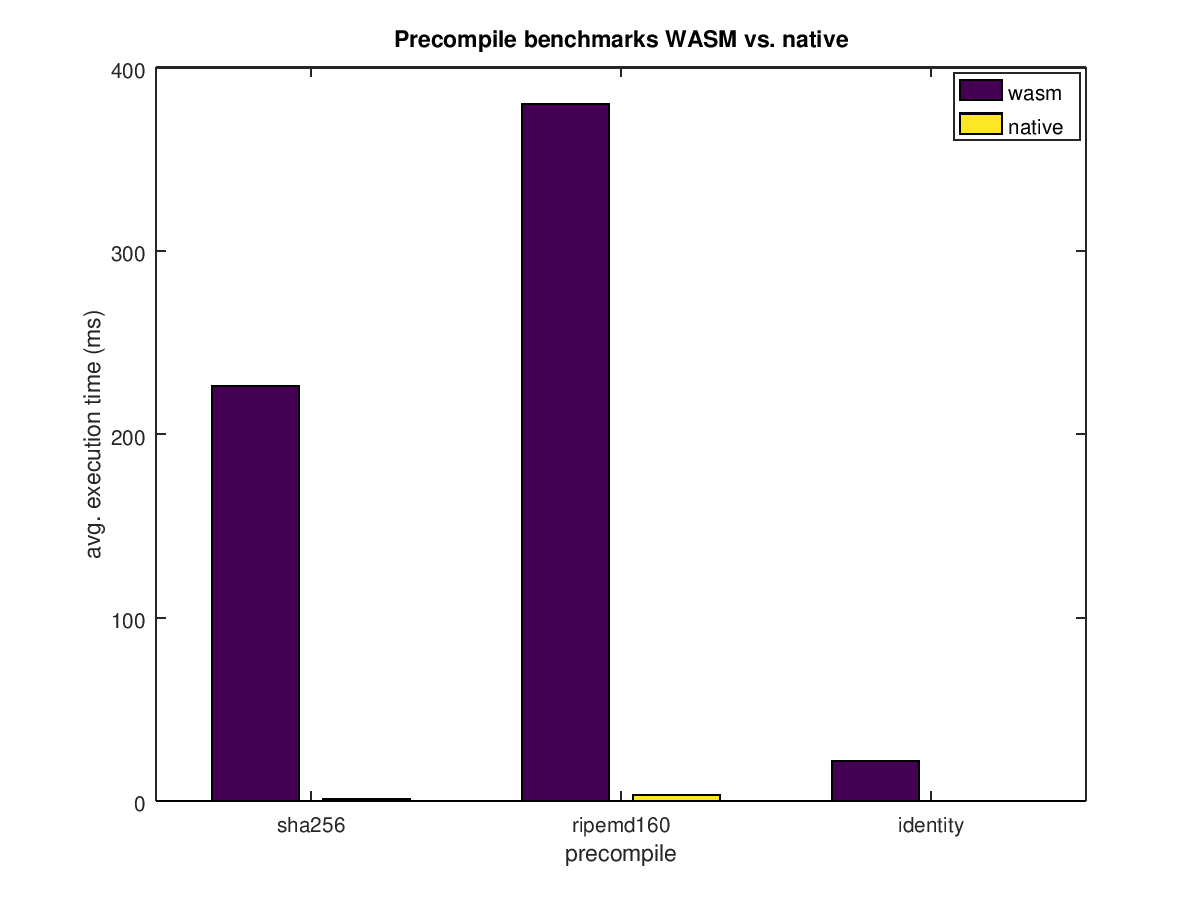 Precompile benchmarks WASM vs. native
400
300
200
100
0
avg. execution time (ms)
wasm
native
sha256
ripemd160
identity
precompile